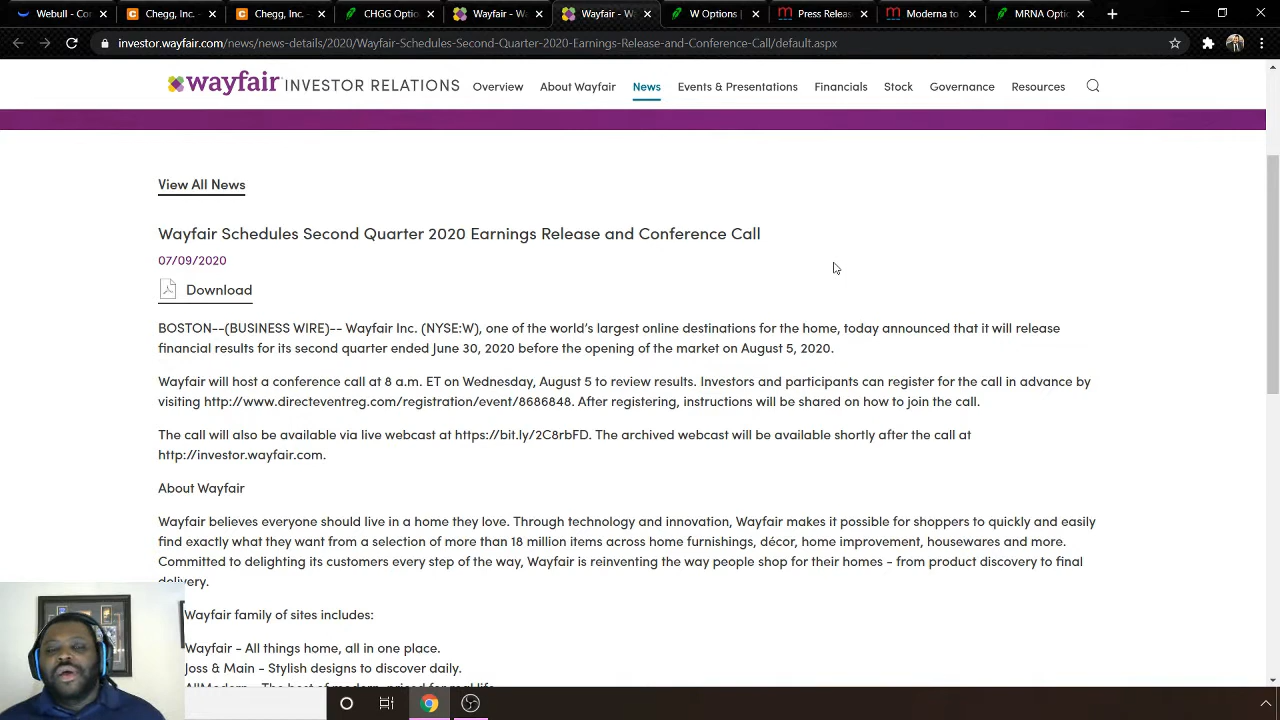 Webull - Co
Chegg, Inc. -
Chegg, Inc. -
CHGG Optio
Wayfair - Wa
Wayfair - W
W Options |
Press Releas
Moderna to
MRNA Optio
investor.wayfair.com/news/news-details/2020/Wayfair-Schedules-Second-Quarter-2020-Earnings-Release-and-Conference-Call/default.aspx
wayfair INVESTOR RELATIONS Overview About Wayfair News Events & Presentations Financials Stock Governance Resources
View All News
Wayfair Schedules Second Quarter 2020 Earnings Release and Conference Call
07/09/2020
Download
BOSTON--(BUSINESS WIRE)-- Wayfair Inc. (NYSE:W), one of the world's largest online destinations for the home, today announced that it will release
financial results for its second quarter ended June 30, 2020 before the opening of the market on August 5, 2020.
Wayfair will host a conference call at 8 a.m. ET on Wednesday, August 5 to review results. Investors and participants can register for the call in advance by
visiting http://www.directeventreg.com/registration/event/8686848. After registering, instructions will be shared on how to join the call.
The call will also be available via live webcast at https://bit.ly/2C8rbFD. The archived webcast will be available shortly after the call at
http://investor.wayfair.com.
About Wayfair
Wayfair believes everyone should live in a home they love. Through technology and innovation, Wayfair makes it possible for shoppers to quickly and easily
find exactly what they want from a selection of more than 18 million items across home furnishings, décor, home improvement, housewares and more.
Committed to delighting its customers every step of the way, Wayfair is reinventing the way people shop for their homes - from product discovery to final
delivery.
Wayfair family of sites includes:
Wayfair - All things home, all in one place.
Joss & Main - Stylish designs to discover daily.
AllModern - The best of modern, priced for real life.